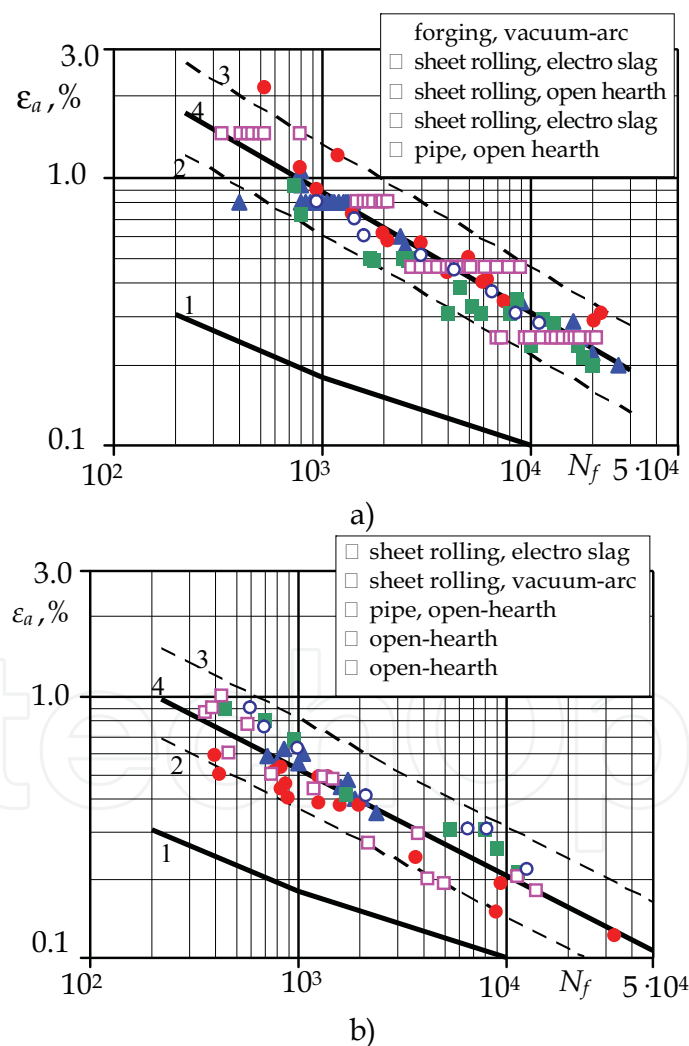 forging, vacuum-arc
sheet rolling, electro slag
sheet rolling, open hearth
sheet rolling, electro slag
pipe, open hearth
3.0
εₐ, %
1.0
0.1
3
4
2
1
10² 10³ 10⁴ N_f 5·10⁴
a)
sheet rolling, electro slag
sheet rolling, vacuum-arc
pipe, open-hearth
open-hearth
open-hearth
3.0
εₐ, %
1.0
0.1
3
4
2
1
10² 10³ 10⁴ N_f 5·10⁴
b)